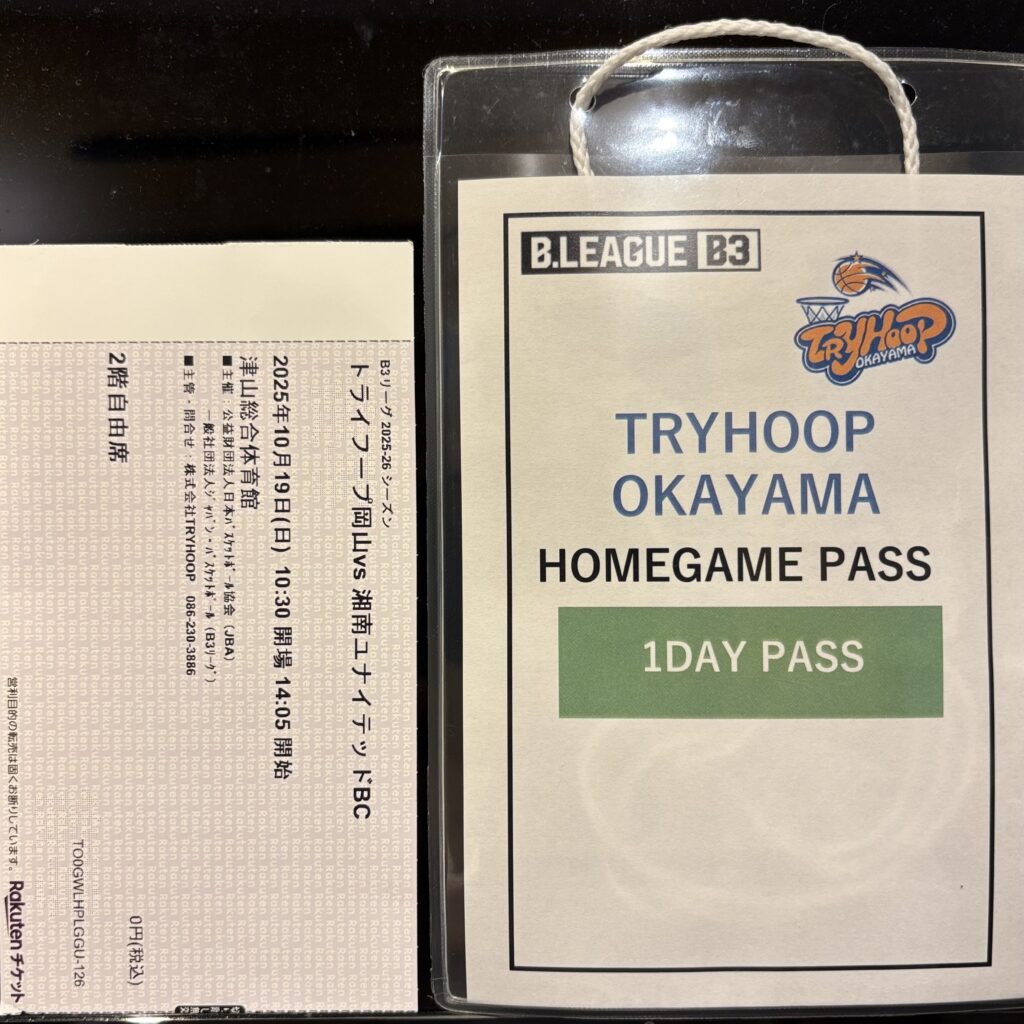 B3リーグ 2025-26 シーズン
トライフープ岡山vs 湘南ユナイテッドBC
2025年10月19日(日) 10:30 開場 14:05 開始
津山総合体育館
■主催：公益財団法人日本ﾊﾞｽｹｯﾄﾎﾞｰﾙ協会（JBA）
一般社団法人ｼﾞｬﾊﾟﾝ・ﾊﾞｽｹｯﾄﾎﾞｰﾙ（B3ﾘｰｸﾞ）
■主管・問合せ：株式会社TRYHOOP 086-230-3886
2階自由席
0円(税込)
TO0GWLHPLGGU-126
営利目的の転売は固くお断りしています。
Rakuten チケット
B.LEAGUE B3
TRYHOOP
OKAYAMA
TRYHOOP
OKAYAMA
HOMEGAME PASS
1DAY PASS